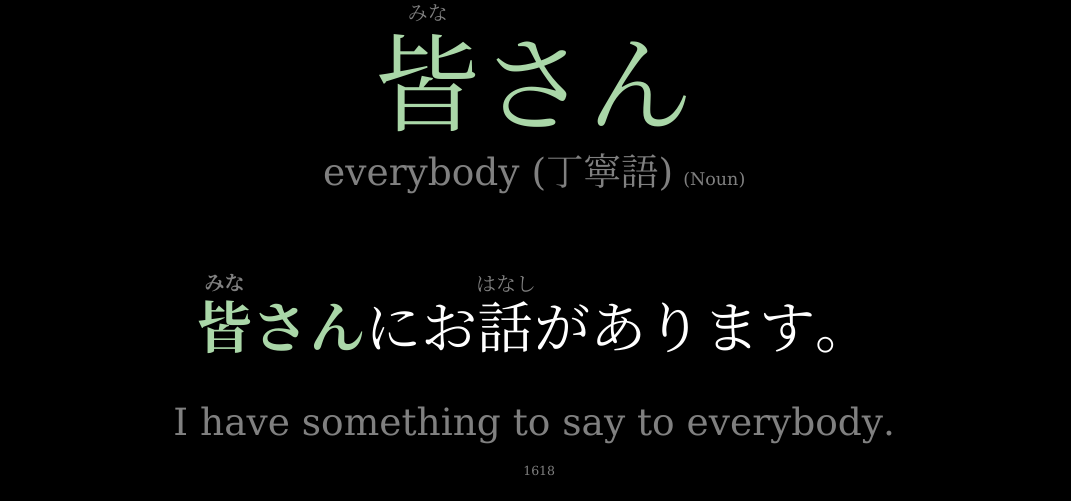 みな
皆さん
everybody (丁寧語) (Noun)
みな はなし
皆さんにお話があります。
I have something to say to everybody.
1618